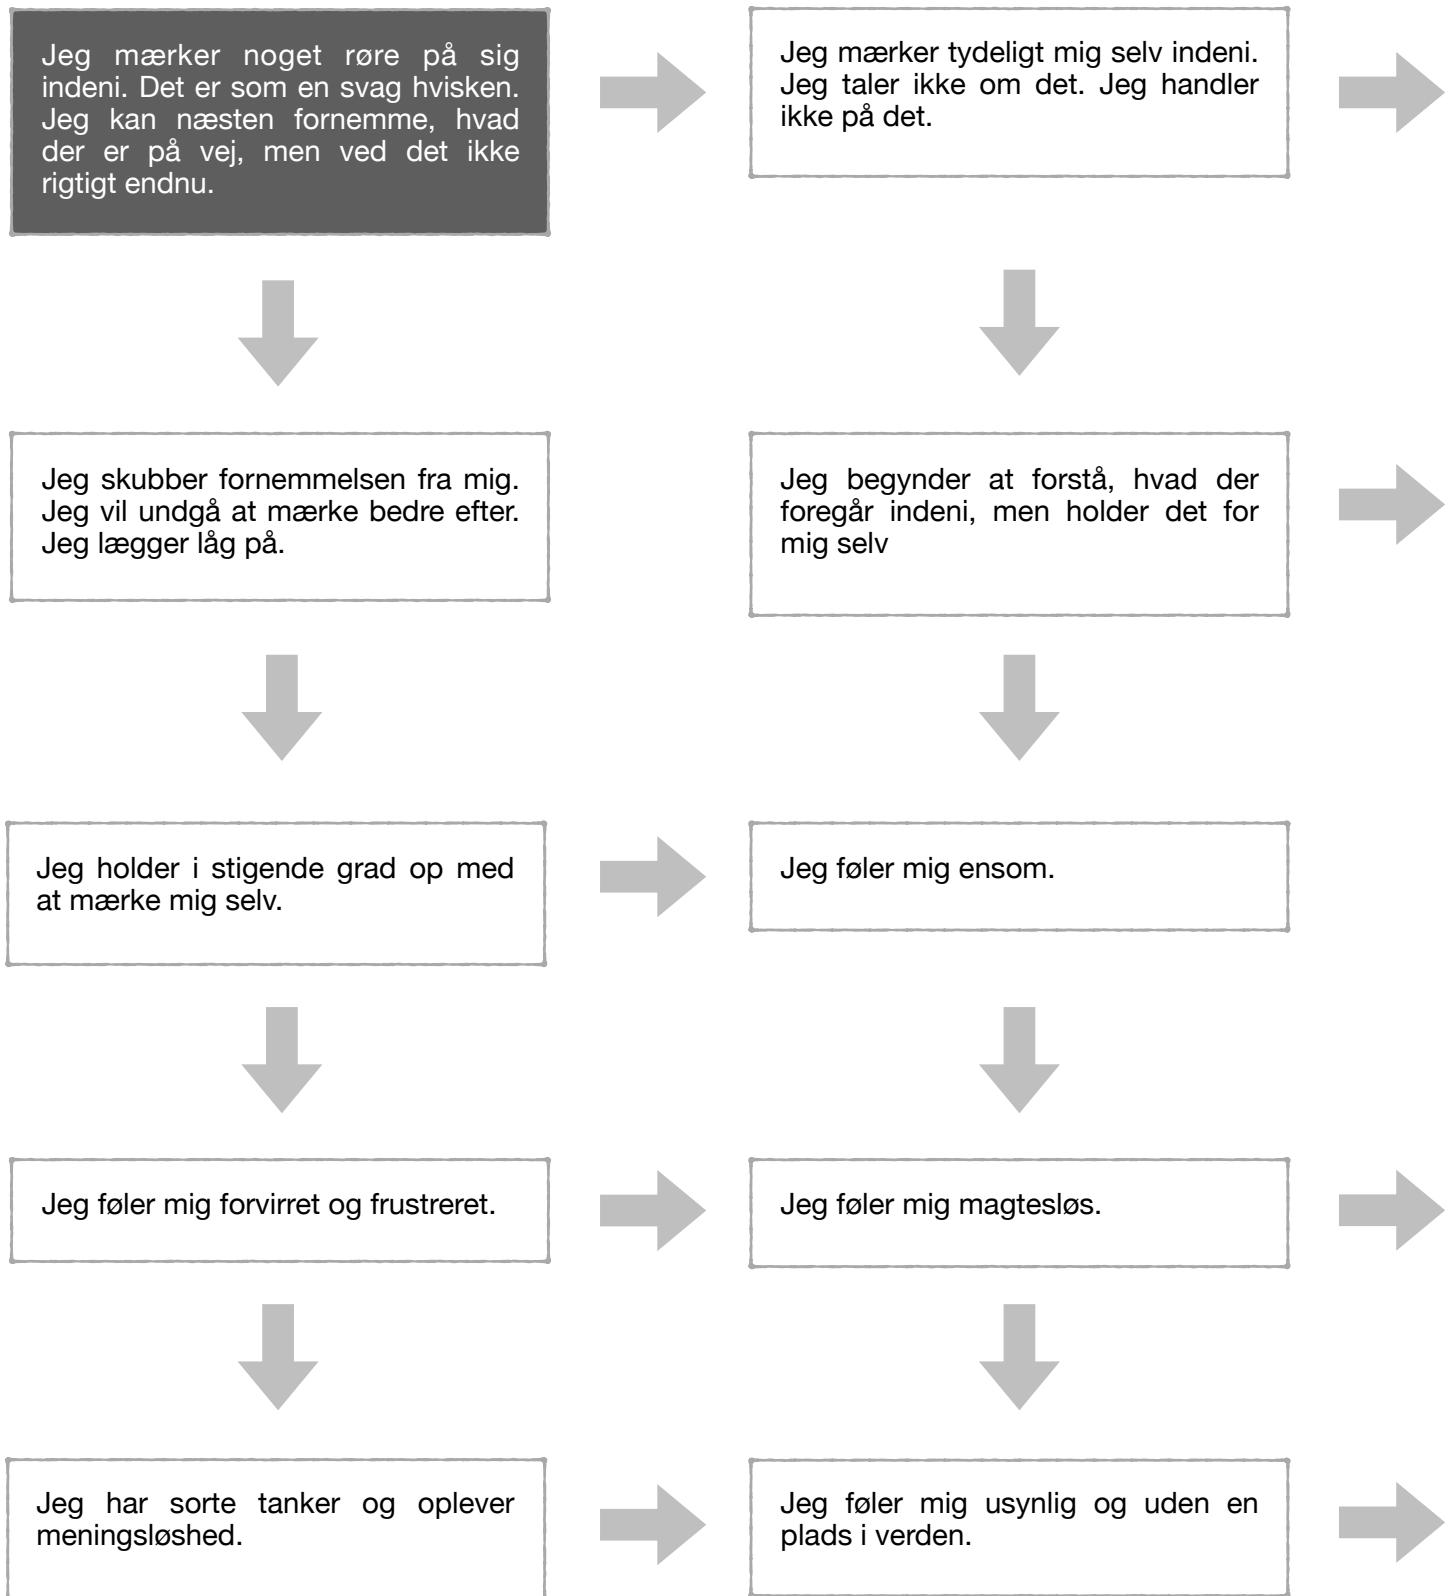 Jeg mærker noget røre på sig
indeni. Det er som en svag hvisken.
Jeg kan næsten fornemme, hvad
der er på vej, men ved det ikke
rigtigt endnu.
Jeg mærker tydeligt mig selv indeni.
Jeg taler ikke om det. Jeg handler
ikke på det.
Jeg skubber fornemmelsen fra mig.
Jeg vil undgå at mærke bedre efter.
Jeg lægger låg på.
Jeg begynder at forstå, hvad der
foregår indeni, men holder det for
mig selv
Jeg holder i stigende grad op med
at mærke mig selv.
Jeg føler mig ensom.
Jeg føler mig forvirret og frustreret.
Jeg føler mig magtesløs.
Jeg har sorte tanker og oplever
meningsløshed.
Jeg føler mig usynlig og uden en
plads i verden.